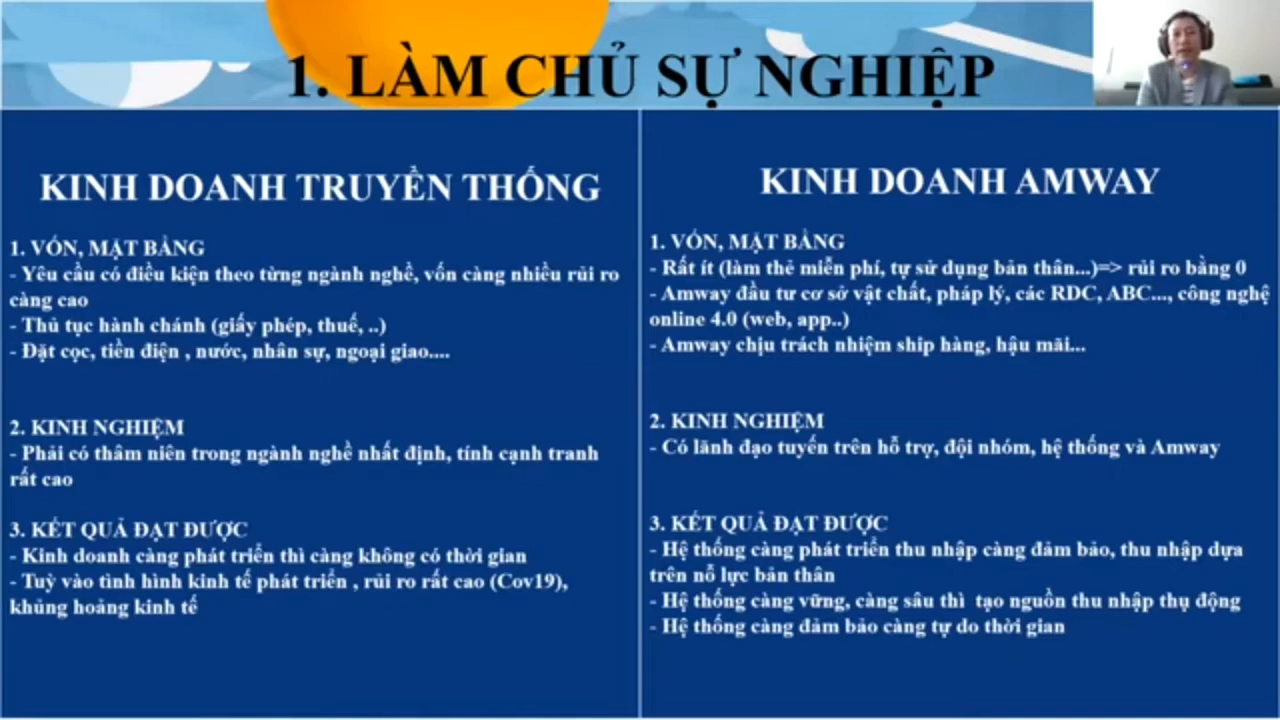 1. LÀM CHỦ SỰ NGHIỆP
KINH DOANH TRUYỀN THỐNG
1. VỐN, MẶT BẰNG
- Yêu cầu có điều kiện theo từng ngành nghề, vốn càng nhiều rủi ro
càng cao
- Thủ tục hành chánh (giấy phép, thuế, ..)
- Đặt cọc, tiền điện , nước, nhân sự, ngoại giao....
2. KINH NGHIỆM
- Phải có thâm niên trong ngành nghề nhất định, tính cạnh tranh
rất cao
3. KẾT QUẢ ĐẠT ĐƯỢC
- Kinh doanh càng phát triển thì càng không có thời gian
- Tuỳ vào tình hình kinh tế phát triển , rủi ro rất cao (Cov19),
khủng hoảng kinh tế
KINH DOANH AMWAY
1. VỐN, MẶT BẰNG
- Rất ít (làm thẻ miễn phí, tự sử dụng bản thân...)=> rủi ro bằng 0
- Amway đầu tư cơ sở vật chất, pháp lý, các RDC, ABC..., công nghệ
online 4.0 (web, app..)
- Amway chịu trách nhiệm ship hàng, hậu mãi...
2. KINH NGHIỆM
- Có lãnh đạo tuyến trên hỗ trợ, đội nhóm, hệ thống và Amway
3. KẾT QUẢ ĐẠT ĐƯỢC
- Hệ thống càng phát triển thu nhập càng đảm bảo, thu nhập dựa
trên nỗ lực bản thân
- Hệ thống càng vững, càng sâu thì  tạo nguồn thu nhập thụ động
- Hệ thống càng đảm bảo càng tự do thời gian